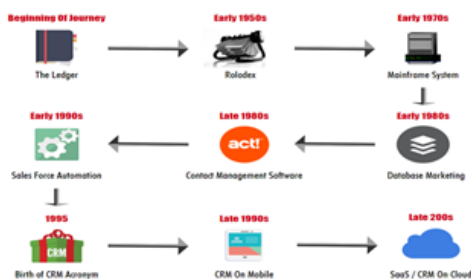 Beginning Of Journey
Early 1950s
Early 1970s
The Ledger
Rolodex
Mainframe System
Early 1990s
Late 1980s
Early 1980s
act!
Sales Force Automation
Contact Management Software
Database Marketing
1995
Late 1990s
Late 200s
CRM
Birth of CRM Acronym
CRM On Mobile
SaaS / CRM On Cloud